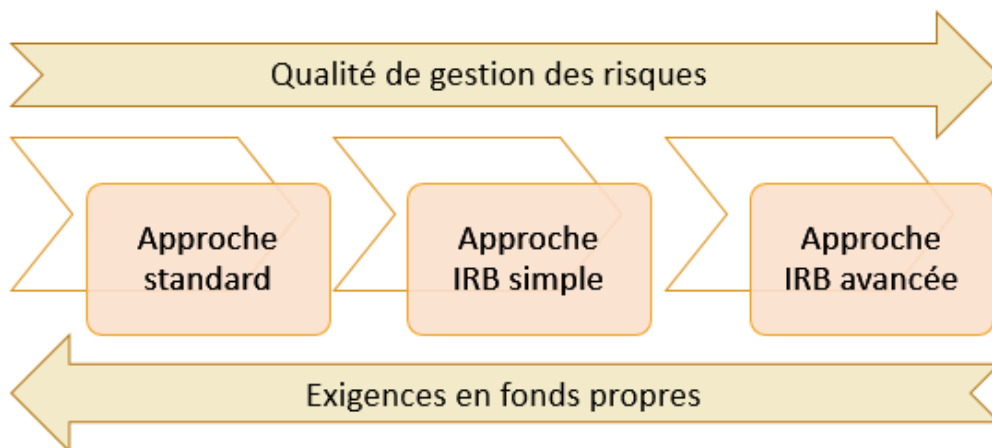 Qualité de gestion des risques
Approche
standard
Approche
IRB simple
Approche
IRB avancée
Exigences en fonds propres